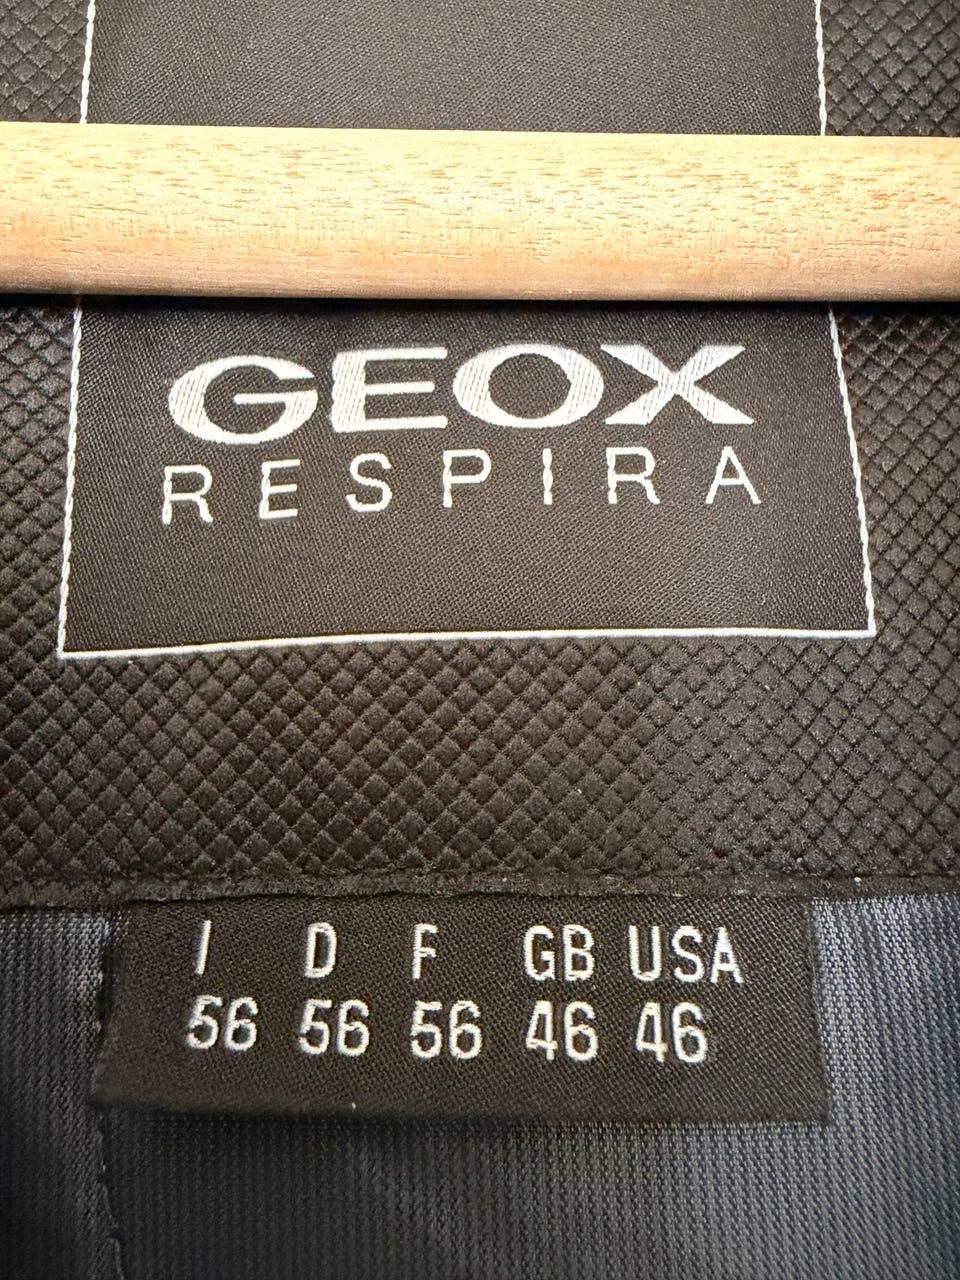 GEOX
RESPIRA
I D F GB USA
56 56 56 46 46